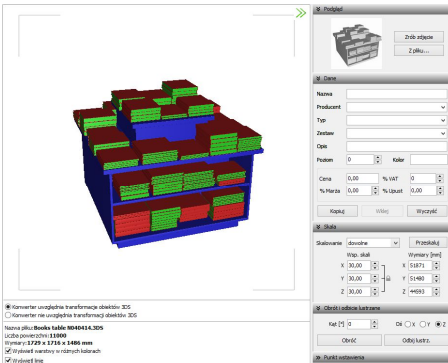 Podgląd
Zrób zdjęcie
Z pliku...
Dane
Nazwa
Producent
Typ
Zestaw
Opis
Poziom 0 Kolor
Cena 0,00 % VAT 0
% Marża 0,00 % Upust 0,00
Kopiuj Wklej Wyczyść
Skala
Skalowanie dowolne Przeskaluj
Wsp. skali Wymiary [mm]
X 30,00 X 51871
Y 30,00 Y 51480
Z 30,00 Z 44593
Obrót i odbicie lustrzane
Kąt [°] 0 Oś X Y Z
Obróć Odbij lustrz.
Punkt wstawienia
Konwerter uwzględnia transformacje obiektów 3DS
Konwerter nie uwzględnia transformacji obiektów 3DS
Nazwa pliku: Books table N040414.3DS
Liczba powierzchni: 11000
Wymiary: 1729 x 1716 x 1486 mm
Wyświetl warstwy w różnych kolorach
Wyświetl linie